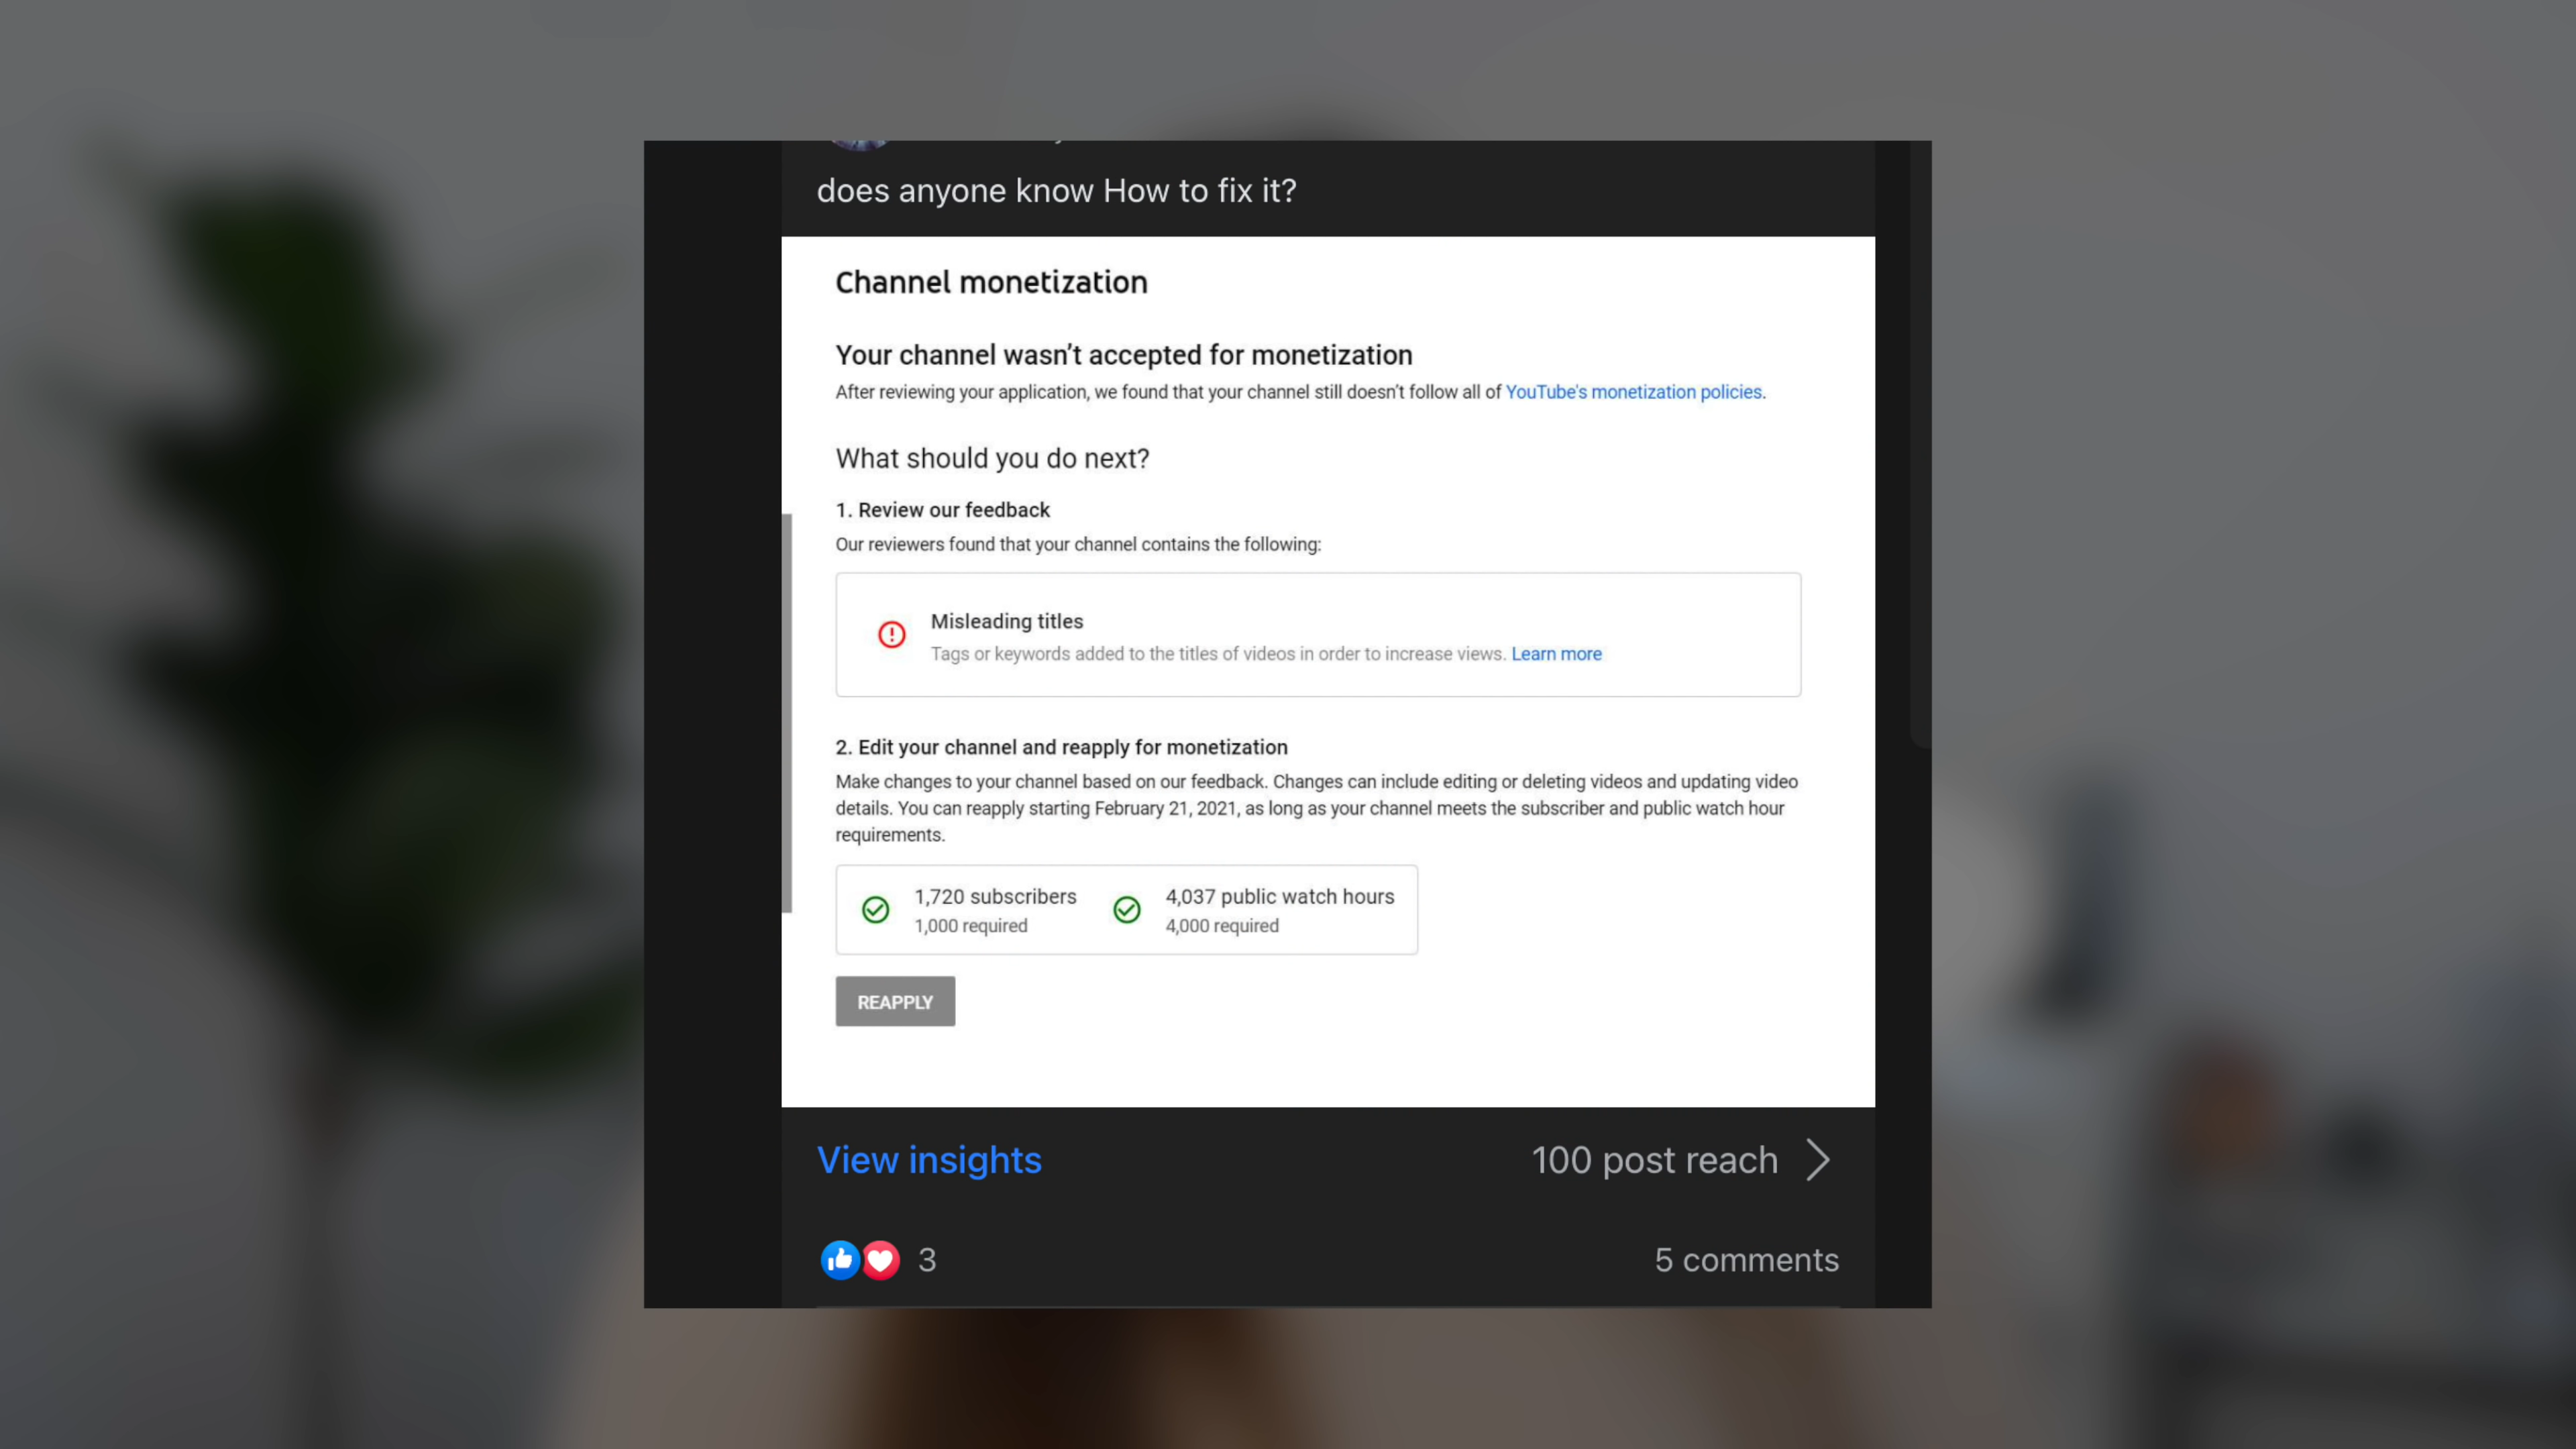 does anyone know How to fix it?
Channel monetization
Your channel wasn't accepted for monetization
After reviewing your application, we found that your channel still doesn't follow all of YouTube's monetization policies.
What should you do next?
1. Review our feedback
Our reviewers found that your channel contains the following:
Misleading titles
Tags or keywords added to the titles of videos in order to increase views. Learn more
2. Edit your channel and reapply for monetization
Make changes to your channel based on our feedback. Changes can include editing or deleting videos and updating video
details. You can reapply starting February 21, 2021, as long as your channel meets the subscriber and public watch hour
requirements.
1,720 subscribers
1,000 required
4,037 public watch hours
4,000 required
REAPPLY
View insights
100 post reach
3
5 comments